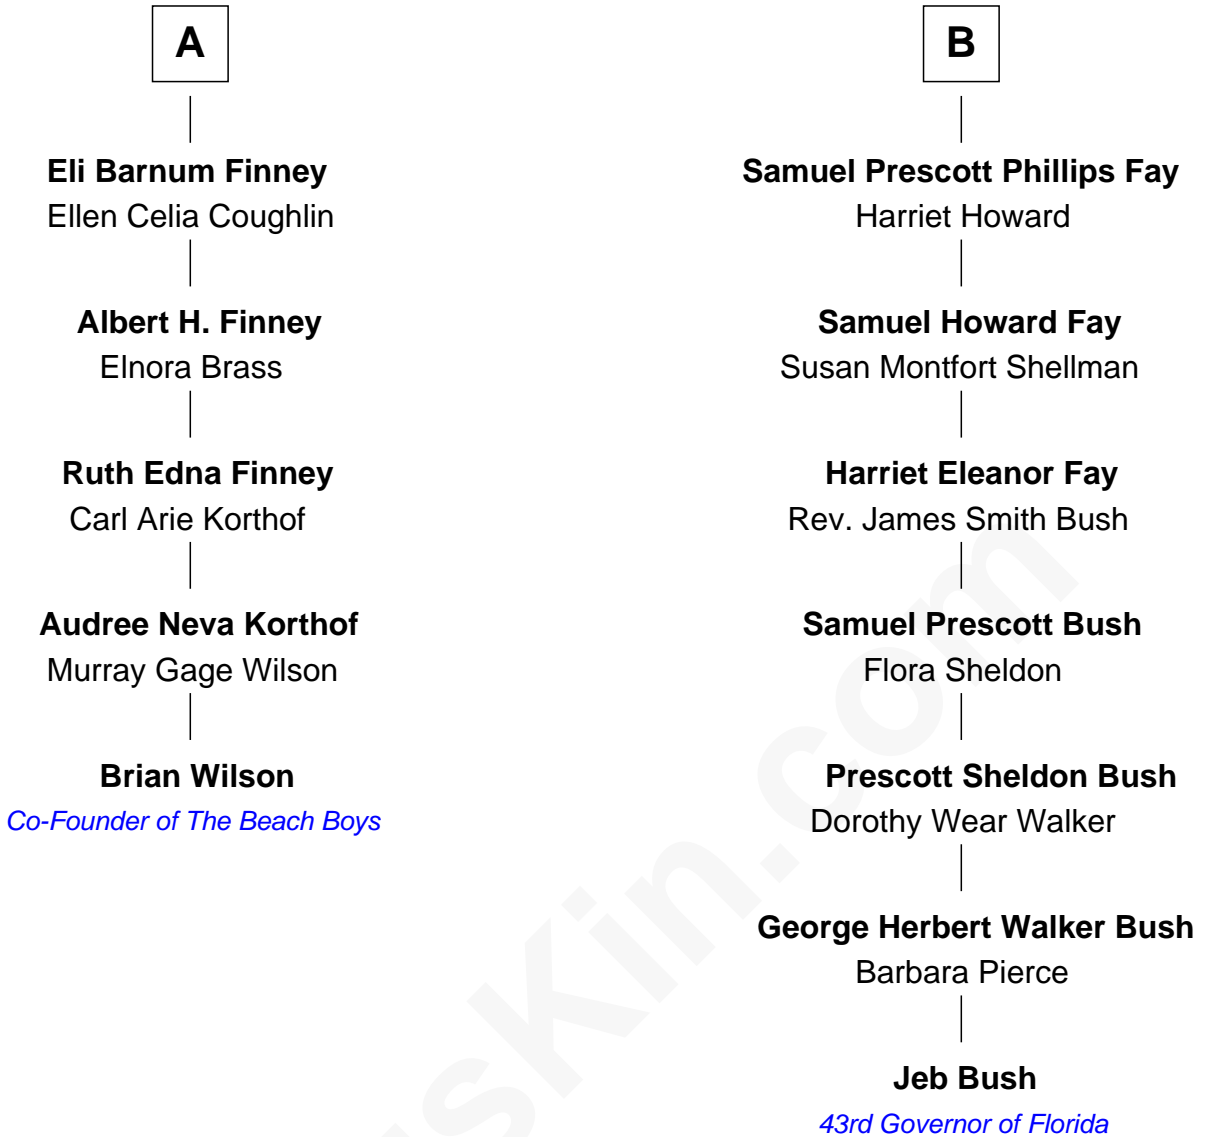 A
Eli Barnum Finney
Ellen Celia Coughlin
Albert H. Finney
Elnora Brass
Ruth Edna Finney
Carl Arie Korthof
Audree Neva Korthof
Murray Gage Wilson
Brian Wilson
Co-Founder of The Beach Boys
B
Samuel Prescott Phillips Fay
Harriet Howard
Samuel Howard Fay
Susan Montfort Shellman
Harriet Eleanor Fay
Rev. James Smith Bush
Samuel Prescott Bush
Flora Sheldon
Prescott Sheldon Bush
Dorothy Wear Walker
George Herbert Walker Bush
Barbara Pierce
Jeb Bush
43rd Governor of Florida